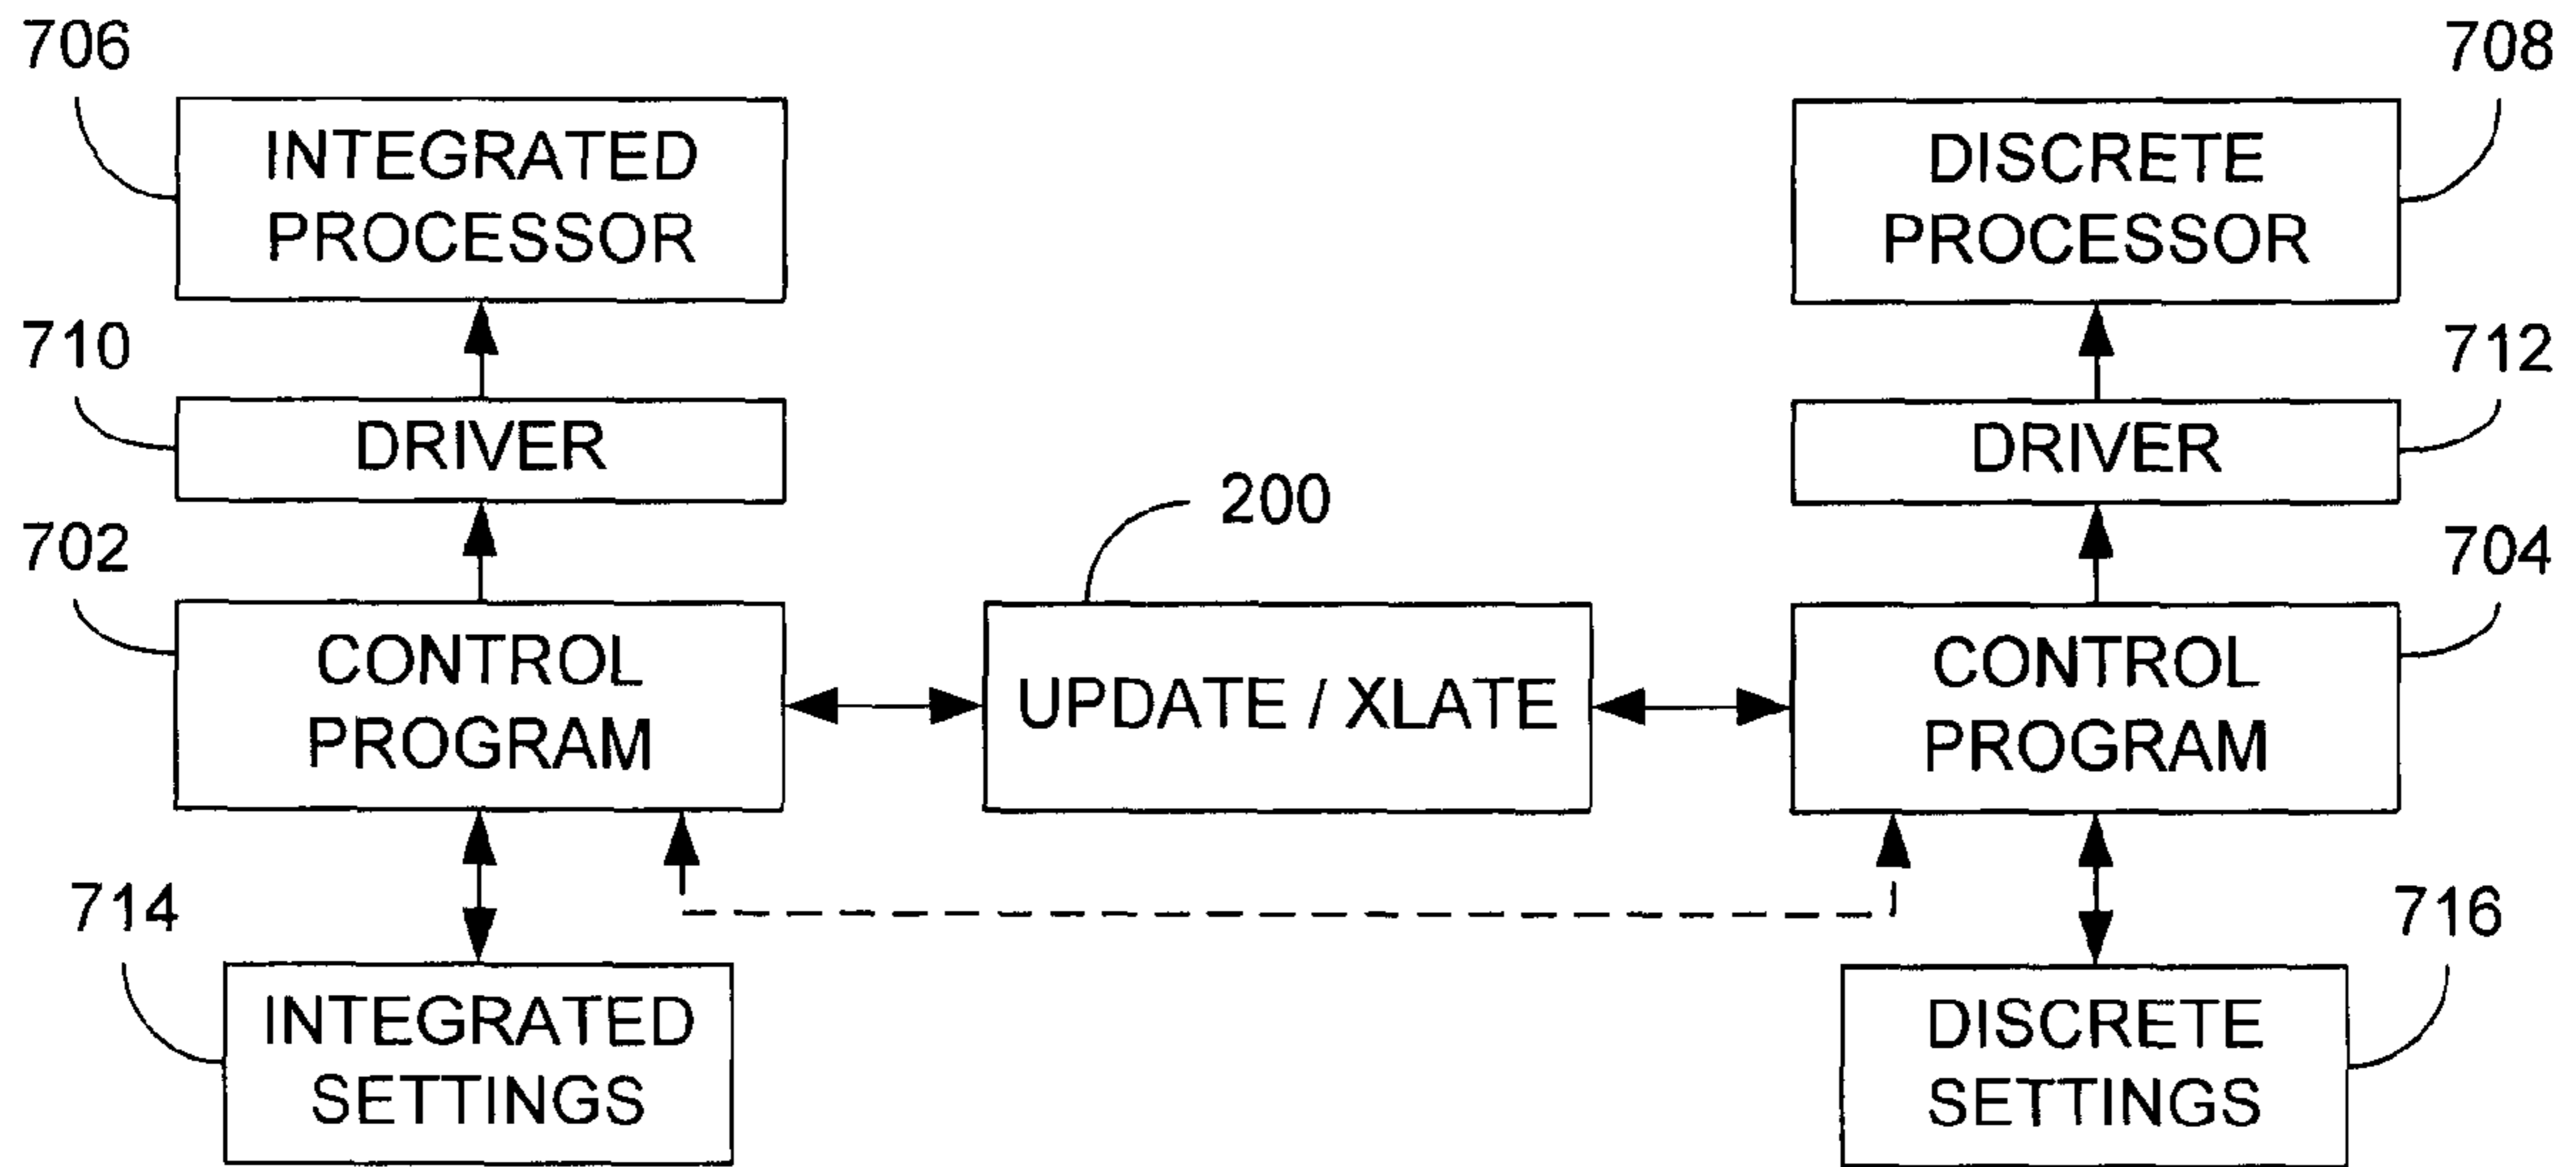 706
708
INTEGRATED
PROCESSOR
DISCRETE
PROCESSOR
710
712
DRIVER
DRIVER
200
702
704
CONTROL
PROGRAM
UPDATE / XLATE
CONTROL
PROGRAM
714
716
INTEGRATED
SETTINGS
DISCRETE
SETTINGS